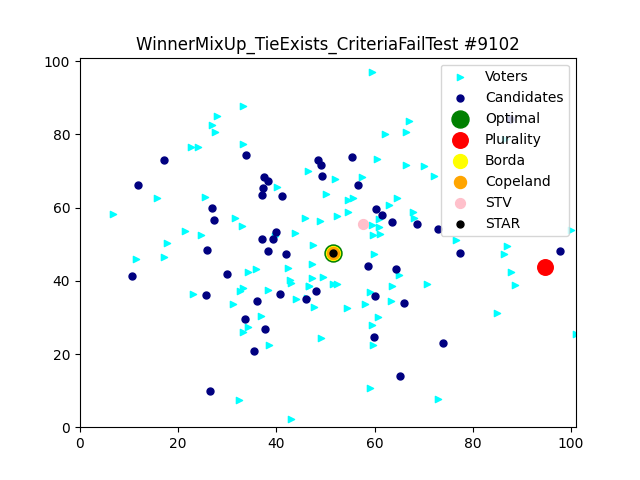 WinnerMixUp_TieExists_CriteriaFailTest #9102
100
80
60
40
20
0
0
20
40
60
80
100
Voters
Candidates
Optimal
Plurality
Borda
Copeland
STV
STAR